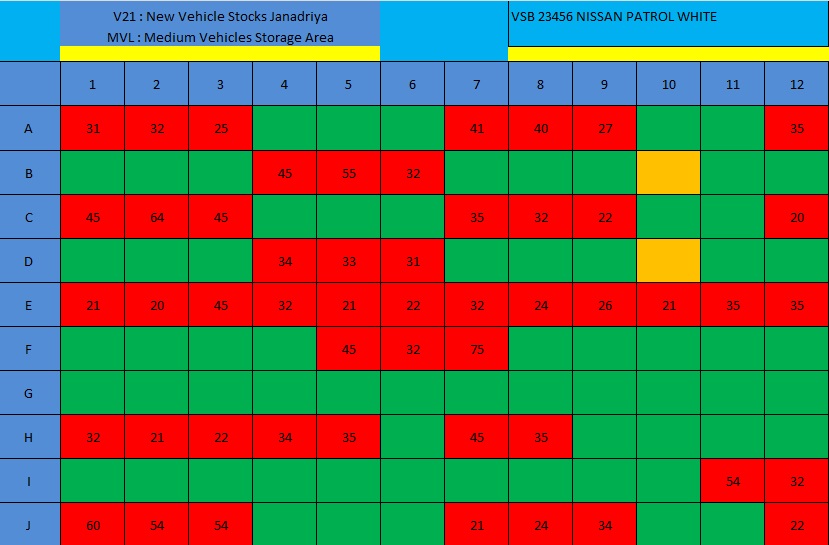 V21 : New Vehicle Stocks Janadriya
MVL : Medium Vehicles Storage Area
VSB 23456 NISSAN PATROL WHITE
1 2 3 4 5 6 7 8 9 10 11 12
A 31 32 25 41 40 27 35
B 45 55 32
C 45 64 45 35 32 22 20
D 34 33 31
E 21 20 45 32 21 22 32 24 26 21 35 35
F 45 32 75
G
H 32 21 22 34 35 45 35
I 54 32
J 60 54 54 21 24 34 22